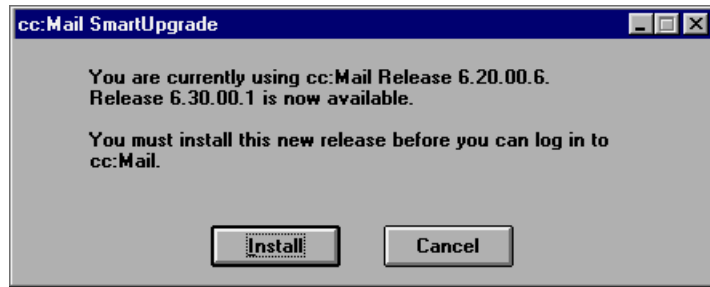 cc:Mail SmartUpgrade
You are currently using cc:Mail Release 6.20.00.6.
Release 6.30.00.1 is now available.
You must install this new release before you can log in to
cc:Mail.
Install
Cancel